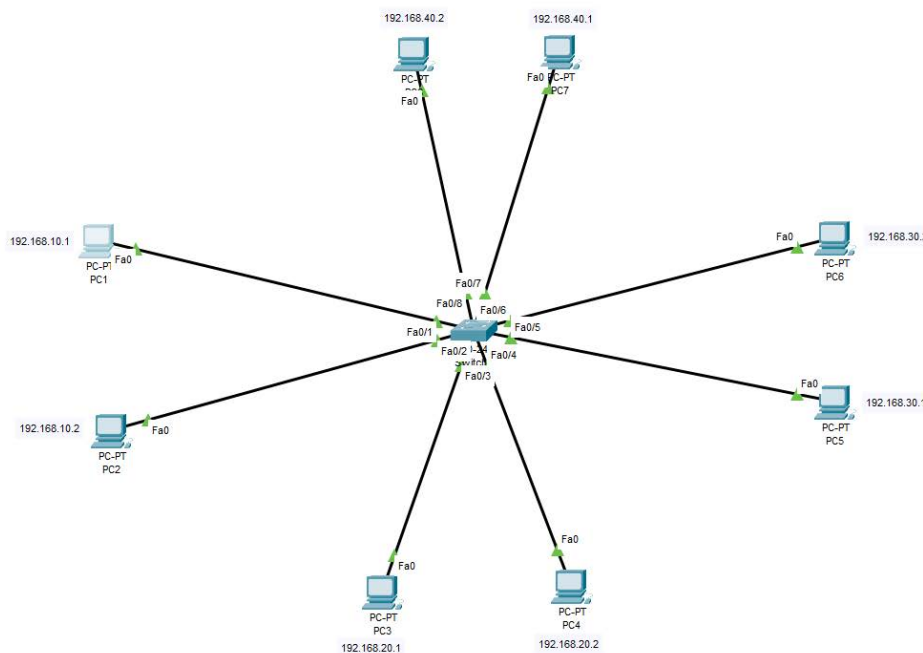 192.168.40.2
192.168.40.1
PC-PT
Fa0
Fa0
PC-PT
PC7
192.168.10.1
Fa0
PC-PT
PC1
Fa0
192.168.30.
PC-PT
PC6
Fa0/7
Fa0/8
Fa0/6
Fa0/1
Fa0/5
Fa0/2
Fa0/4
-24
Switch
Fa0/3
192.168.10.2
Fa0
PC-PT
PC2
Fa0
192.168.30.1
PC-PT
PC5
Fa0
PC-PT
PC3
192.168.20.1
Fa0
PC-PT
PC4
192.168.20.2